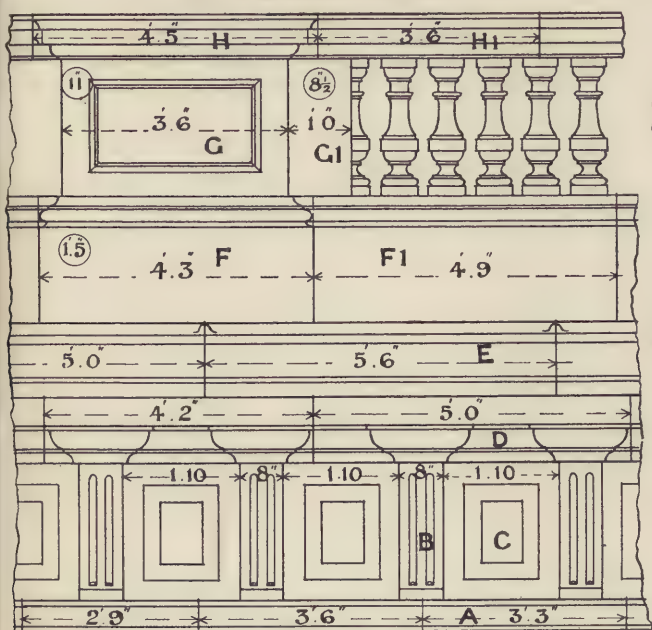 4'.5" H 3'.6" H1
11" 8½"
3'.6" 1'0"
G G1
1'.5"
4'.3" F F1 4'.9"
5'.0" 5'.6" E
4'.2" 5'.0"
D
1.10 8" 1.10 8" 1.10
B C
2'.9" 3'.6" A 3'.3"